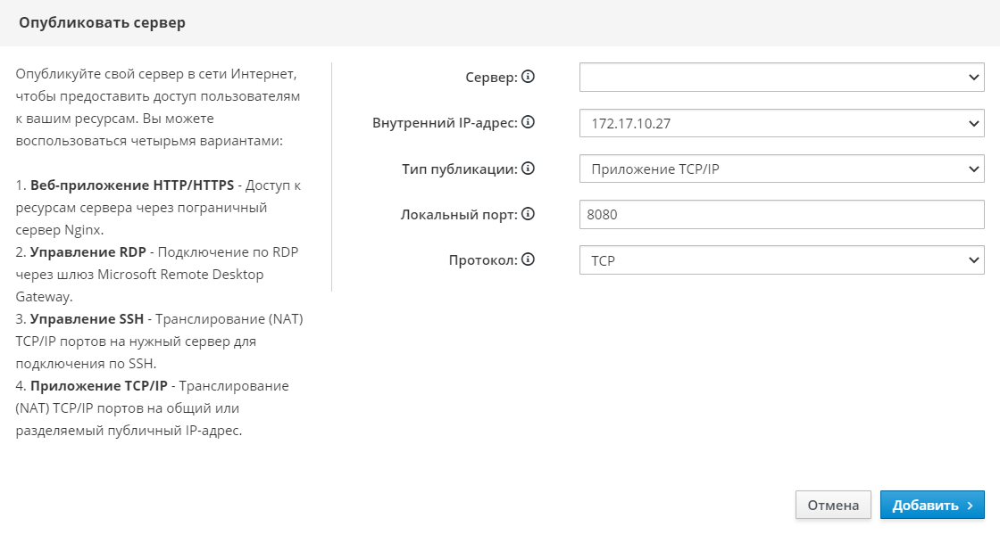 Опубликовать сервер
Опубликуйте свой сервер в сети Интернет,
чтобы предоставить доступ пользователям
к вашим ресурсам. Вы можете
воспользоваться четырьмя вариантами:
1. Веб-приложение HTTP/HTTPS - Доступ к
ресурсам сервера через пограничный
сервер Nginx.
2. Управление RDP - Подключение по RDP
через шлюз Microsoft Remote Desktop
Gateway.
3. Управление SSH - Транслирование (NAT)
TCP/IP портов на нужный сервер для
подключения по SSH.
4. Приложение TCP/IP - Транслирование
(NAT) TCP/IP портов на общий или
разделяемый публичный IP-адрес.
Сервер:
Внутренний IP-адрес: 172.17.10.27
Тип публикации: Приложение TCP/IP
Локальный порт: 8080
Протокол: TCP
Отмена Добавить